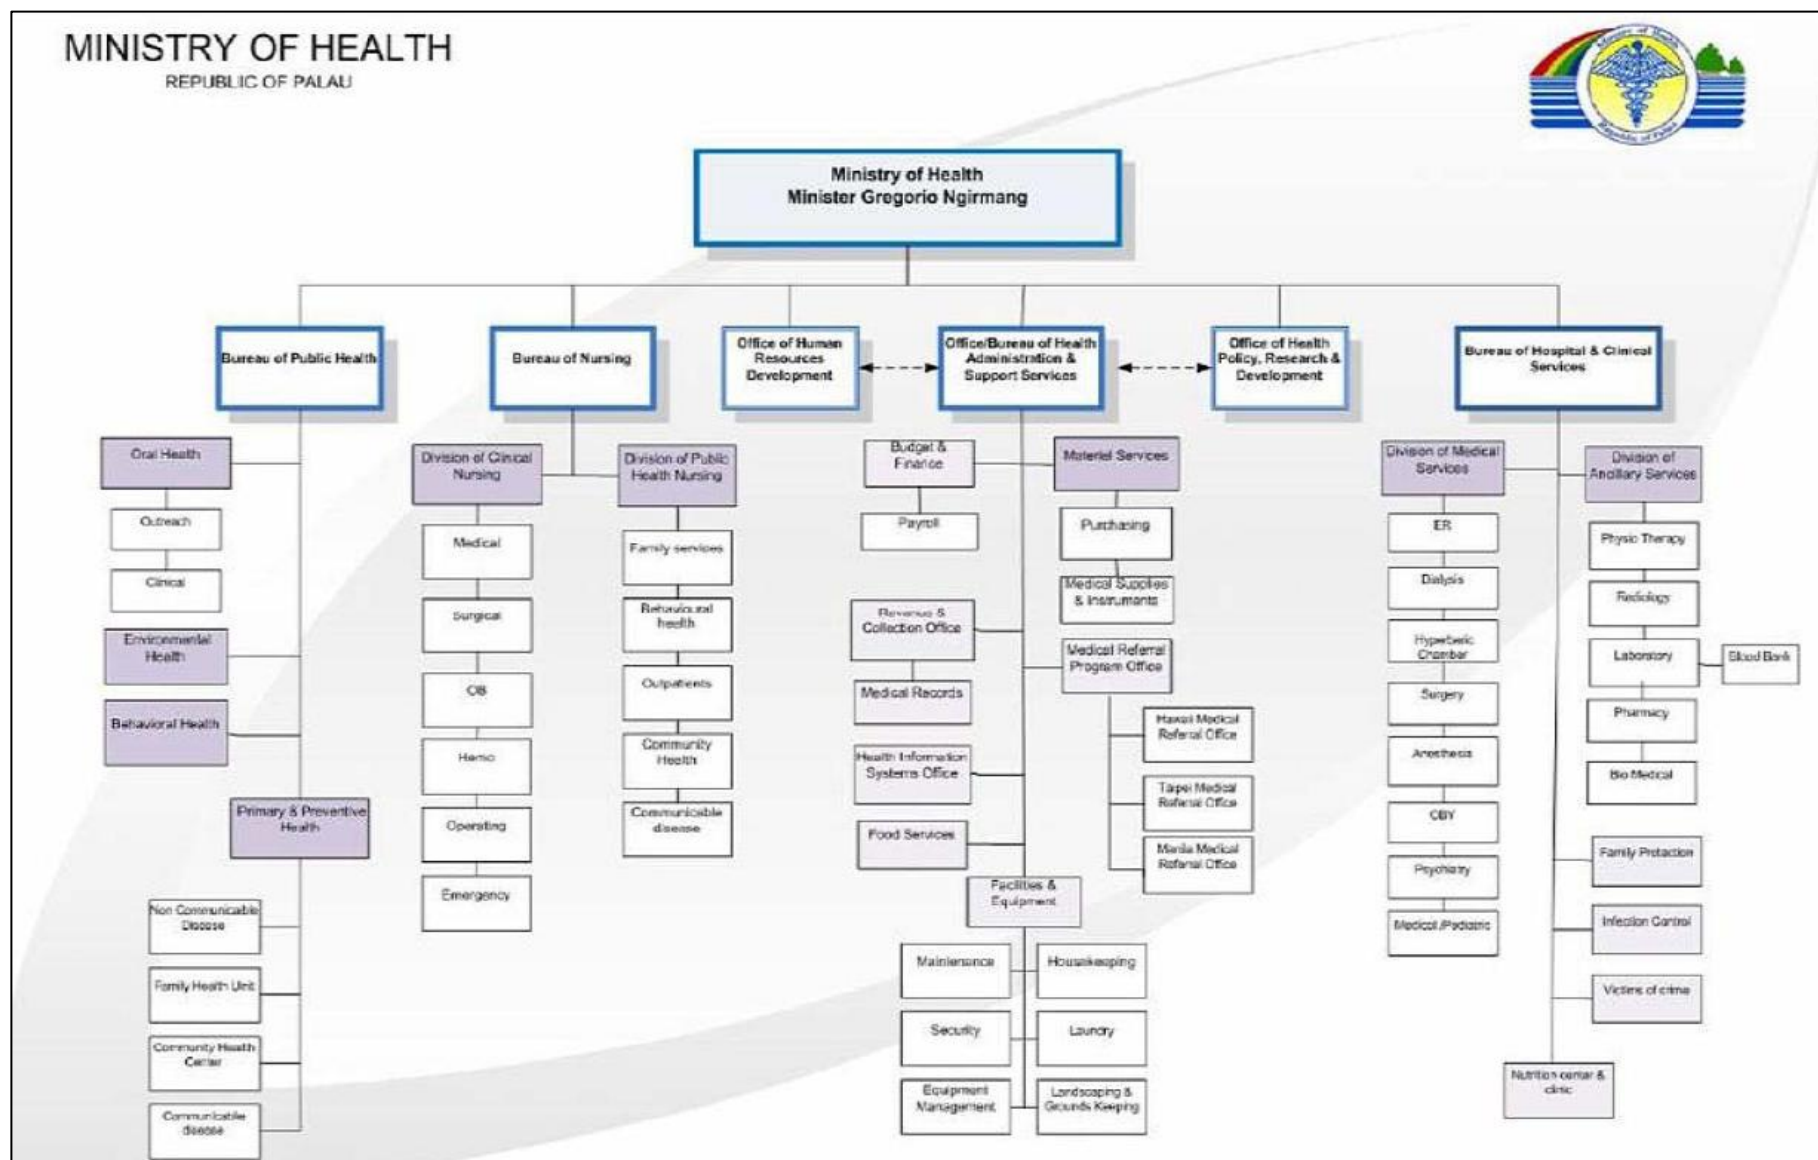 MINISTRY OF HEALTH
REPUBLIC OF PALAU
Ministry of Health
Republic of Palau
Ministry of Health
Minister Gregorio Ngirmang
Bureau of Public Health
Bureau of Nursing
Office of Human
Resources
Development
Office/Bureau of Health
Administration &
Support Services
Office of Health
Policy, Research &
Development
Bureau of Hospital & Clinical
Services
Oral Health
Outreach
Clinical
Environmental
Health
Behavioral Health
Primary & Preventive
Health
Non Communicable
Disease
Family Health Unit
Community Health
Center
Communicable
disease
Division of Clinical
Nursing
Medical
Surgical
OB
Hemo
Operating
Emergency
Division of Public
Health Nursing
Family services
Behavioural
health
Outpatients
Community
Health
Communicable
disease
Budget &
Finance
Payroll
Materiel Services
Purchasing
Medical Supplies
& Instruments
Revenue &
Collection Office
Medical Records
Medical Referral
Program Office
Hawaii Medical
Referral Office
Taipei Medical
Referral Office
Manila Medical
Referral Office
Health Information
Systems Office
Food Services
Facilities &
Equipment
Maintenance
Housekeeping
Security
Laundry
Equipment
Management
Landscaping &
Grounds Keeping
Division of Medical
Services
ER
Dialysis
Hyperbaric
Chamber
Surgery
Anesthesia
OBY
Psychiatry
Medical /Pediatric
Division of
Ancillary Services
Physio Therapy
Radiology
Laboratory
Blood Bank
Pharmacy
Bio Medical
Family Protection
Infection Control
Victims of crime
Nutrition center &
clinic